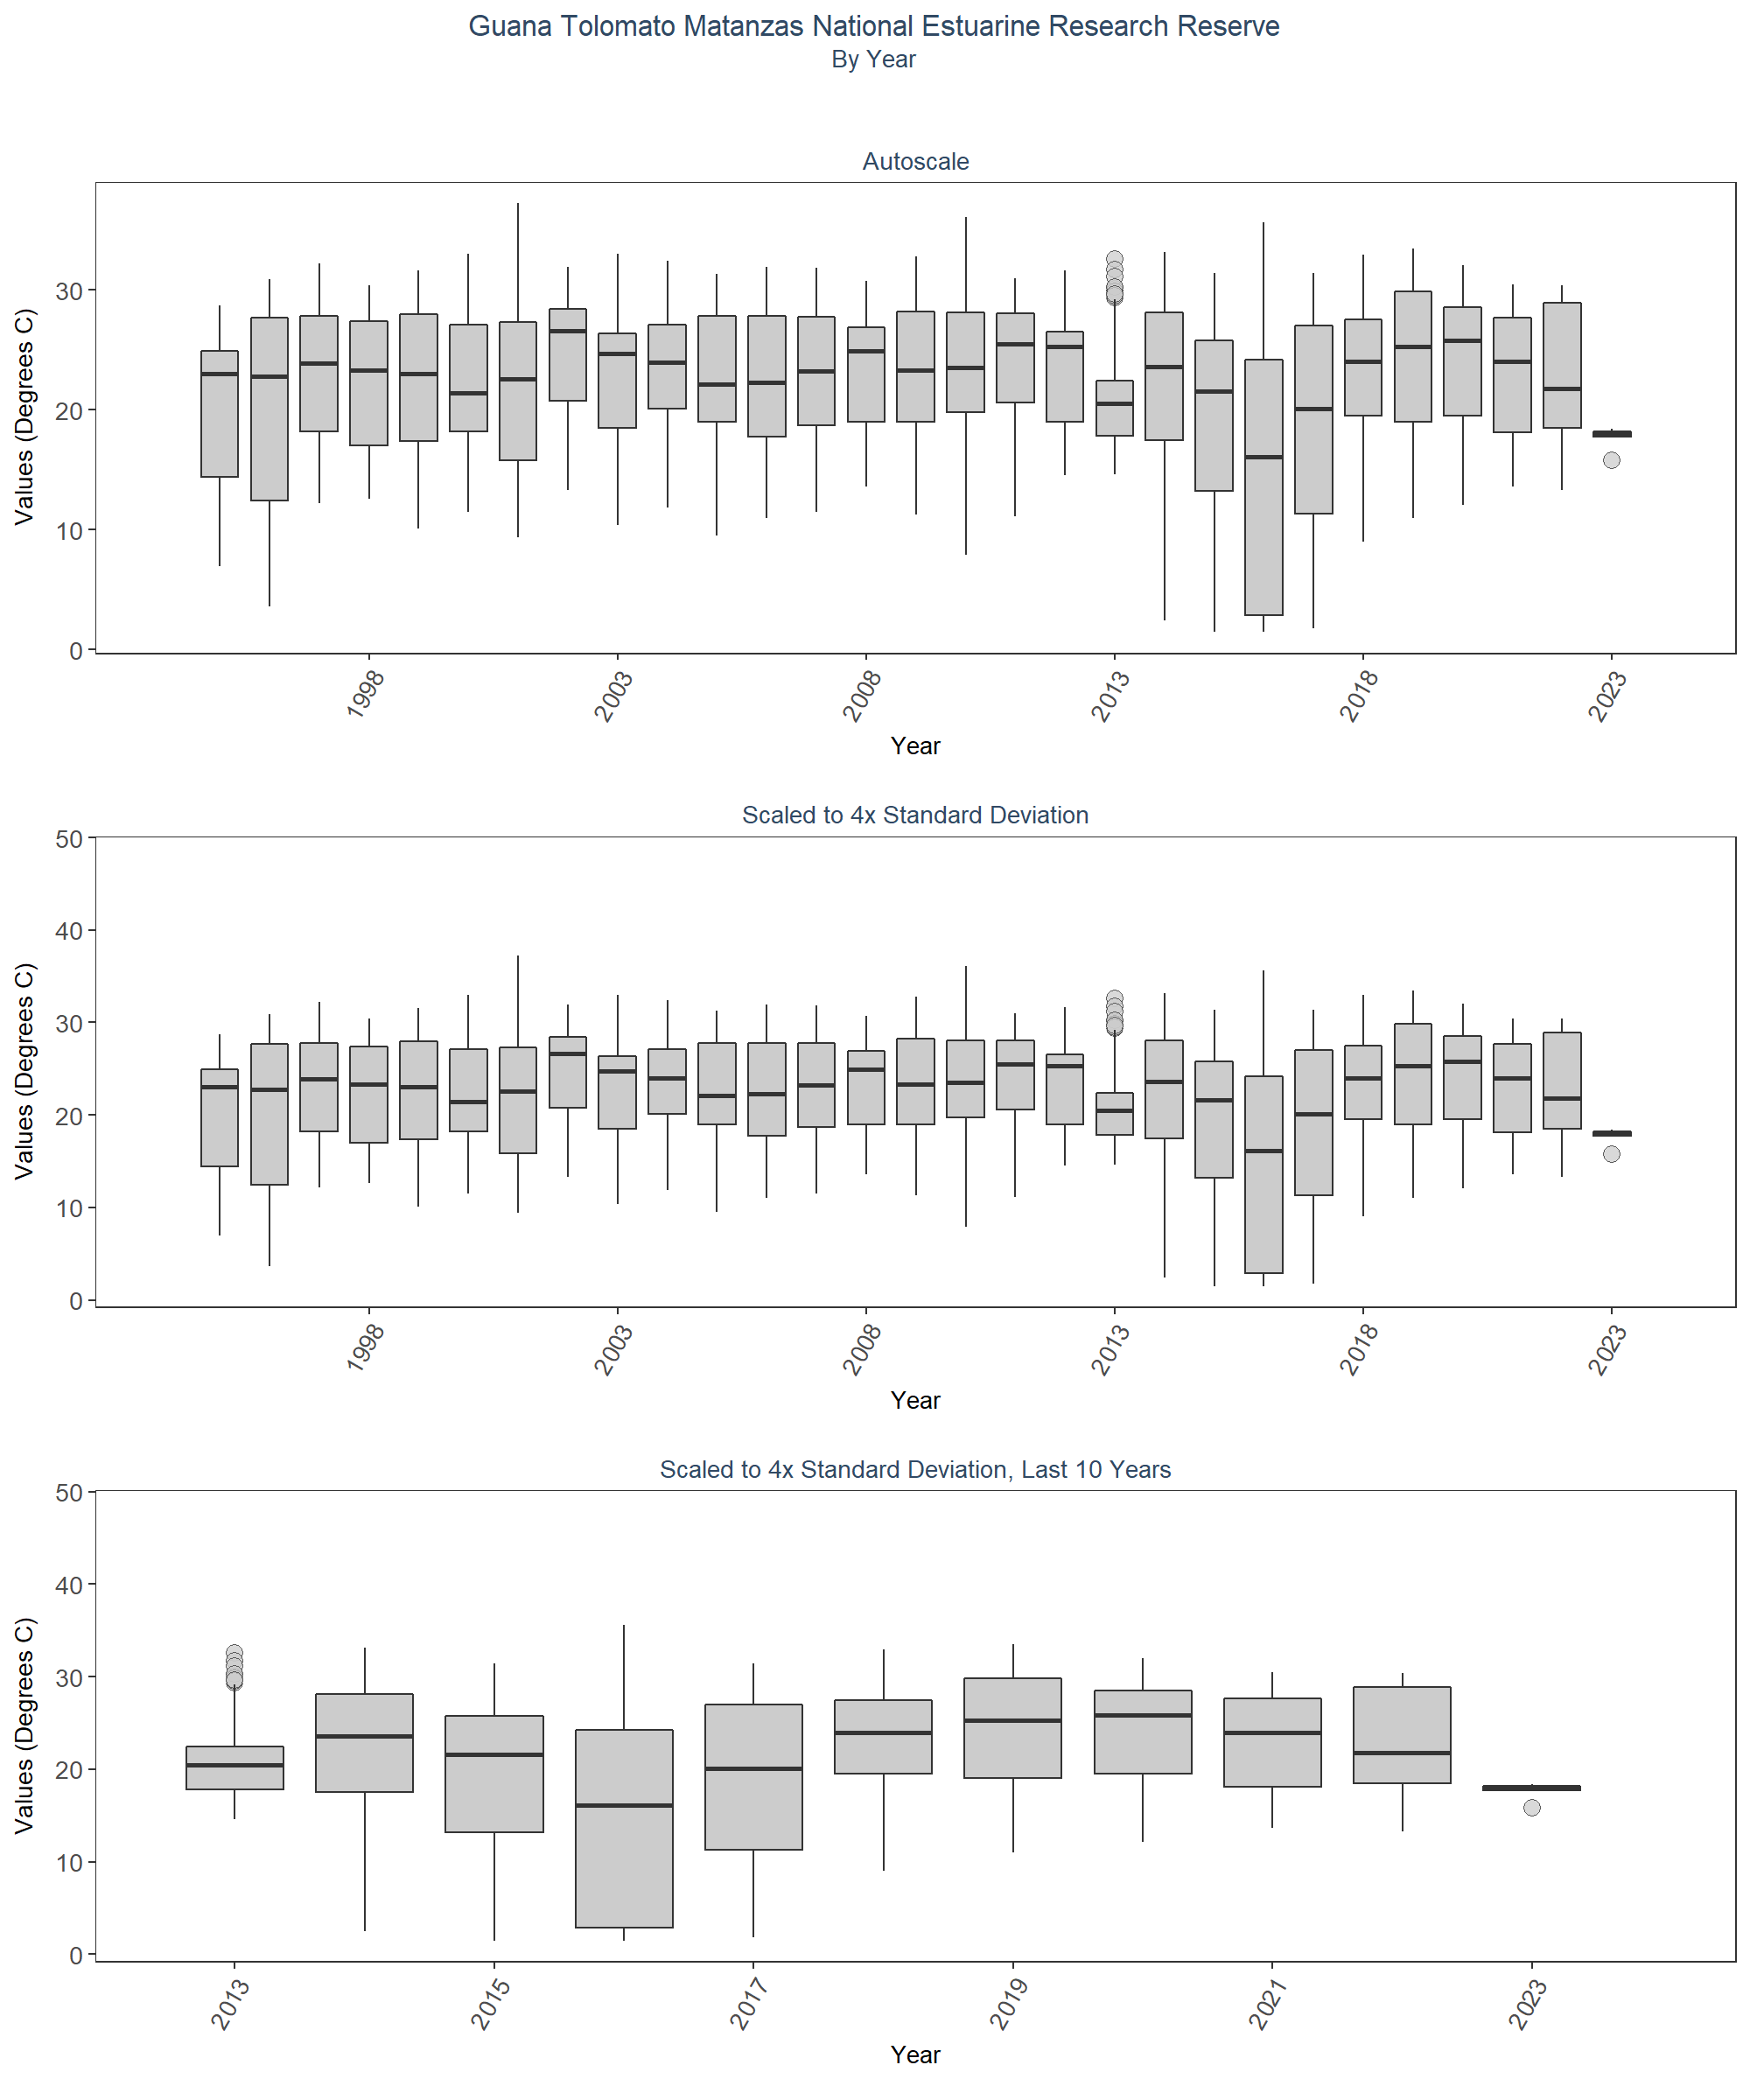 Guana Tolomato Matanzas National Estuarine Research Reserve
By Year
Autoscale
Values (Degrees C)
30
20
10
0
1998 2003 2008 2013 2018 2023
Year
Scaled to 4x Standard Deviation
Values (Degrees C)
50
40
30
20
10
0
1998 2003 2008 2013 2018 2023
Year
Scaled to 4x Standard Deviation, Last 10 Years
Values (Degrees C)
50
40
30
20
10
0
2013 2015 2017 2019 2021 2023
Year